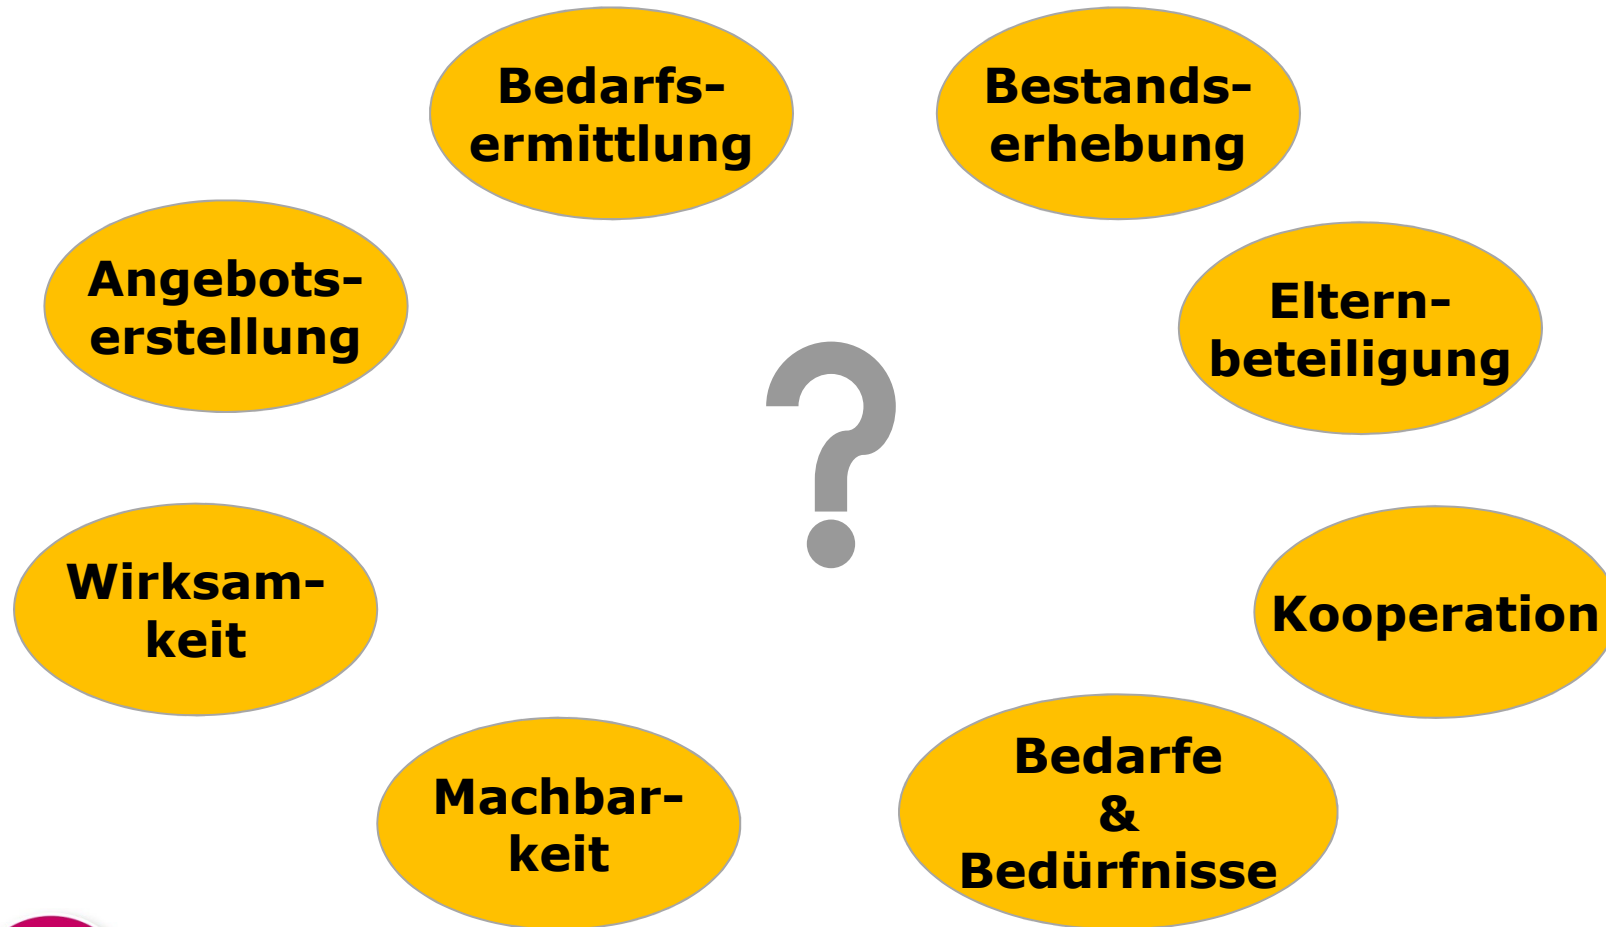 Bedarfs-
ermittlung
Bestands-
erhebung
Angebots-
erstellung
Eltern-
beteiligung
?
Wirksam-
keit
Kooperation
Machbar-
keit
Bedarfe
&
Bedürfnisse